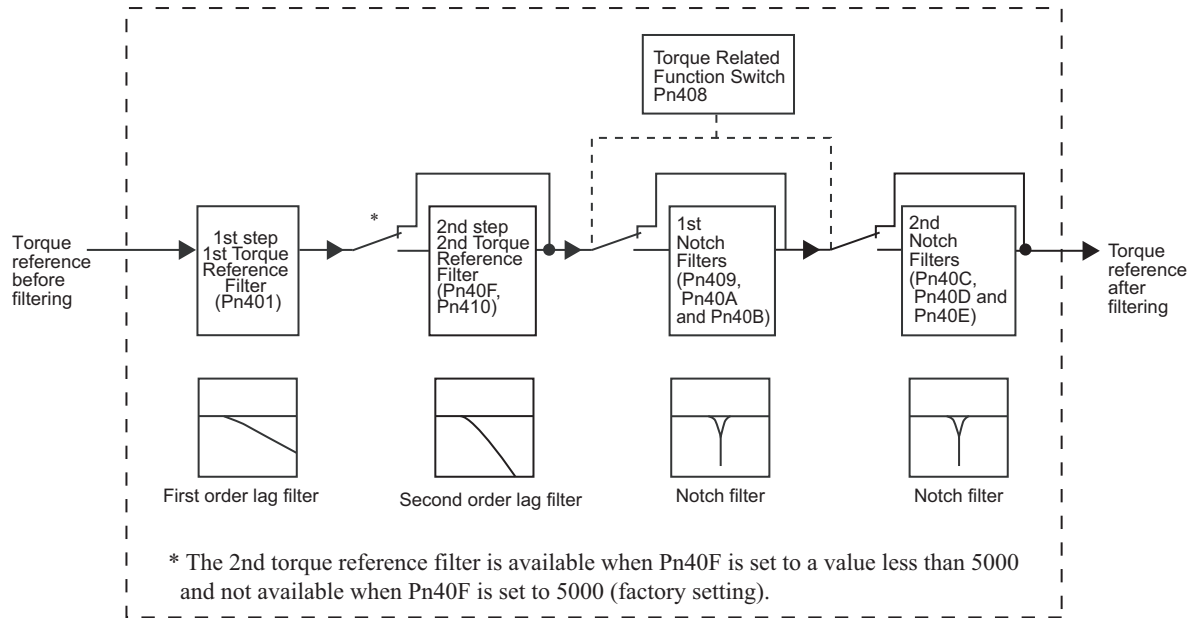 Torque Related
Function Switch
Pn408
Torque
reference
before
filtering
1st step
1st Torque
Reference
Filter
(Pn401)
*
2nd step
2nd Torque
Reference
Filter
(Pn40F,
Pn410)
1st
Notch
Filters
(Pn409,
Pn40A
and Pn40B)
2nd
Notch
Filters
(Pn40C,
Pn40D and
Pn40E)
Torque
reference
after
filtering
First order lag filter
Second order lag filter
Notch filter
Notch filter
* The 2nd torque reference filter is available when Pn40F is set to a value less than 5000
and not available when Pn40F is set to 5000 (factory setting).